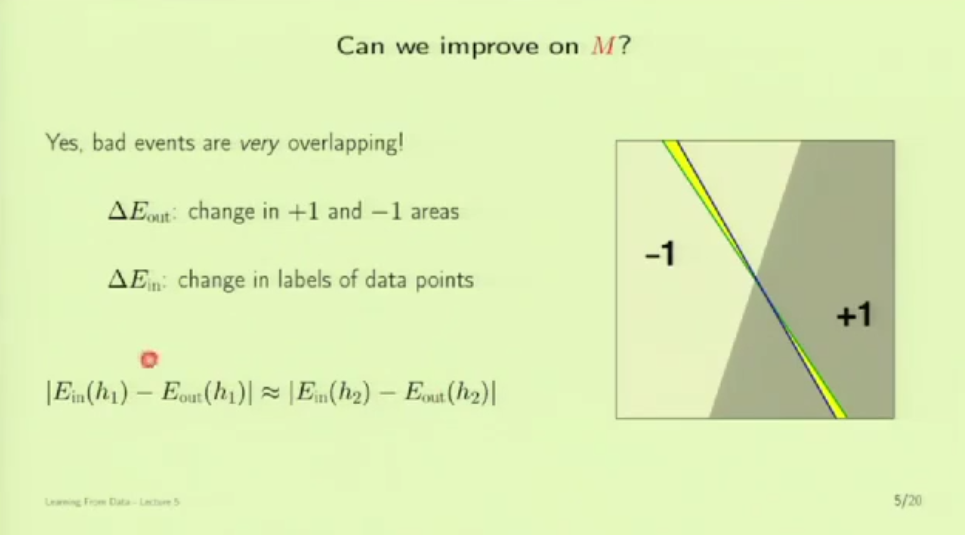 Can we improve on M?
Yes, bad events are very overlapping!
ΔE_out: change in +1 and −1 areas
ΔE_in: change in labels of data points
|E_in(h_1) − E_out(h_1)| ≈ |E_in(h_2) − E_out(h_2)|
-1
+1
Learning From Data - Lecture 5
5/20